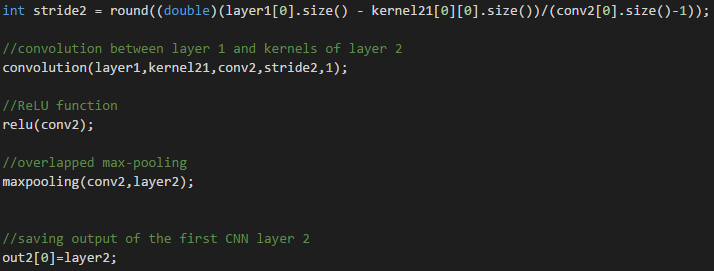 int stride2 = round((double)(layer1[0].size() - kernel21[0][0].size())/(conv2[0].size()-1));
//convolution between layer 1 and kernels of layer 2
convolution(layer1,kernel21,conv2,stride2,1);
//ReLU function
relu(conv2);
//overlapped max-pooling
maxpooling(conv2,layer2);
//saving output of the first CNN layer 2
out2[0]=layer2;